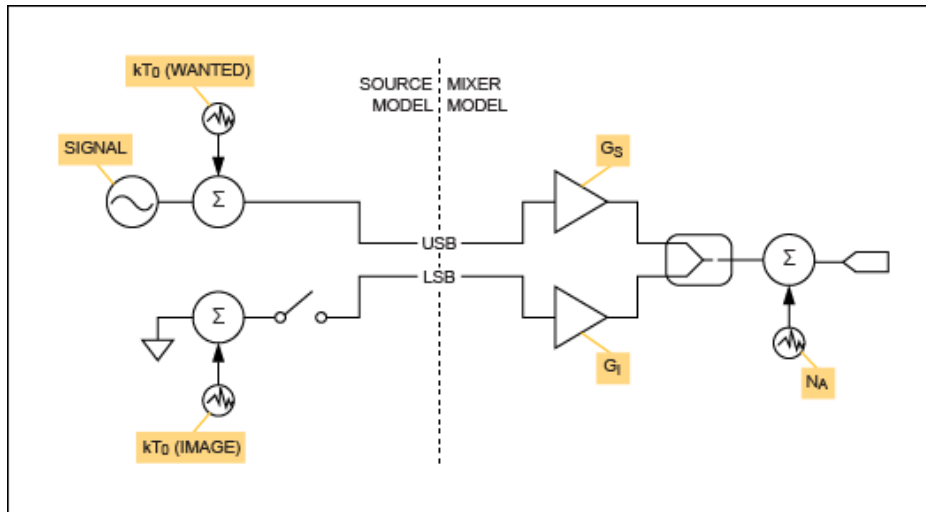 kT0 (WANTED)
SOURCE MODEL
MIXER MODEL
SIGNAL
GS
Σ
USB
Σ
LSB
Σ
GI
NA
kT0 (IMAGE)